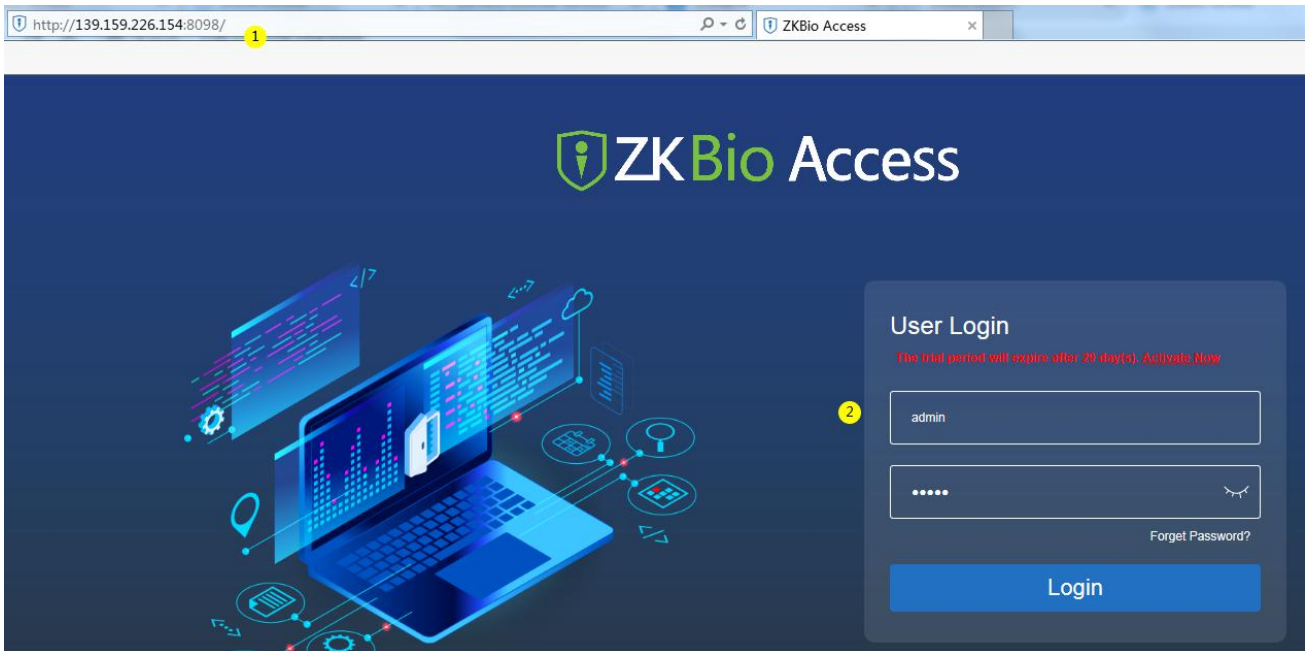 http://139.159.226.154:8098/
ZKBio Access
1
ZKBio Access
</>
User Login
The trial period will expire after 29 day(s). Activate Now
2
admin
•••••
Forget Password?
</>
Login